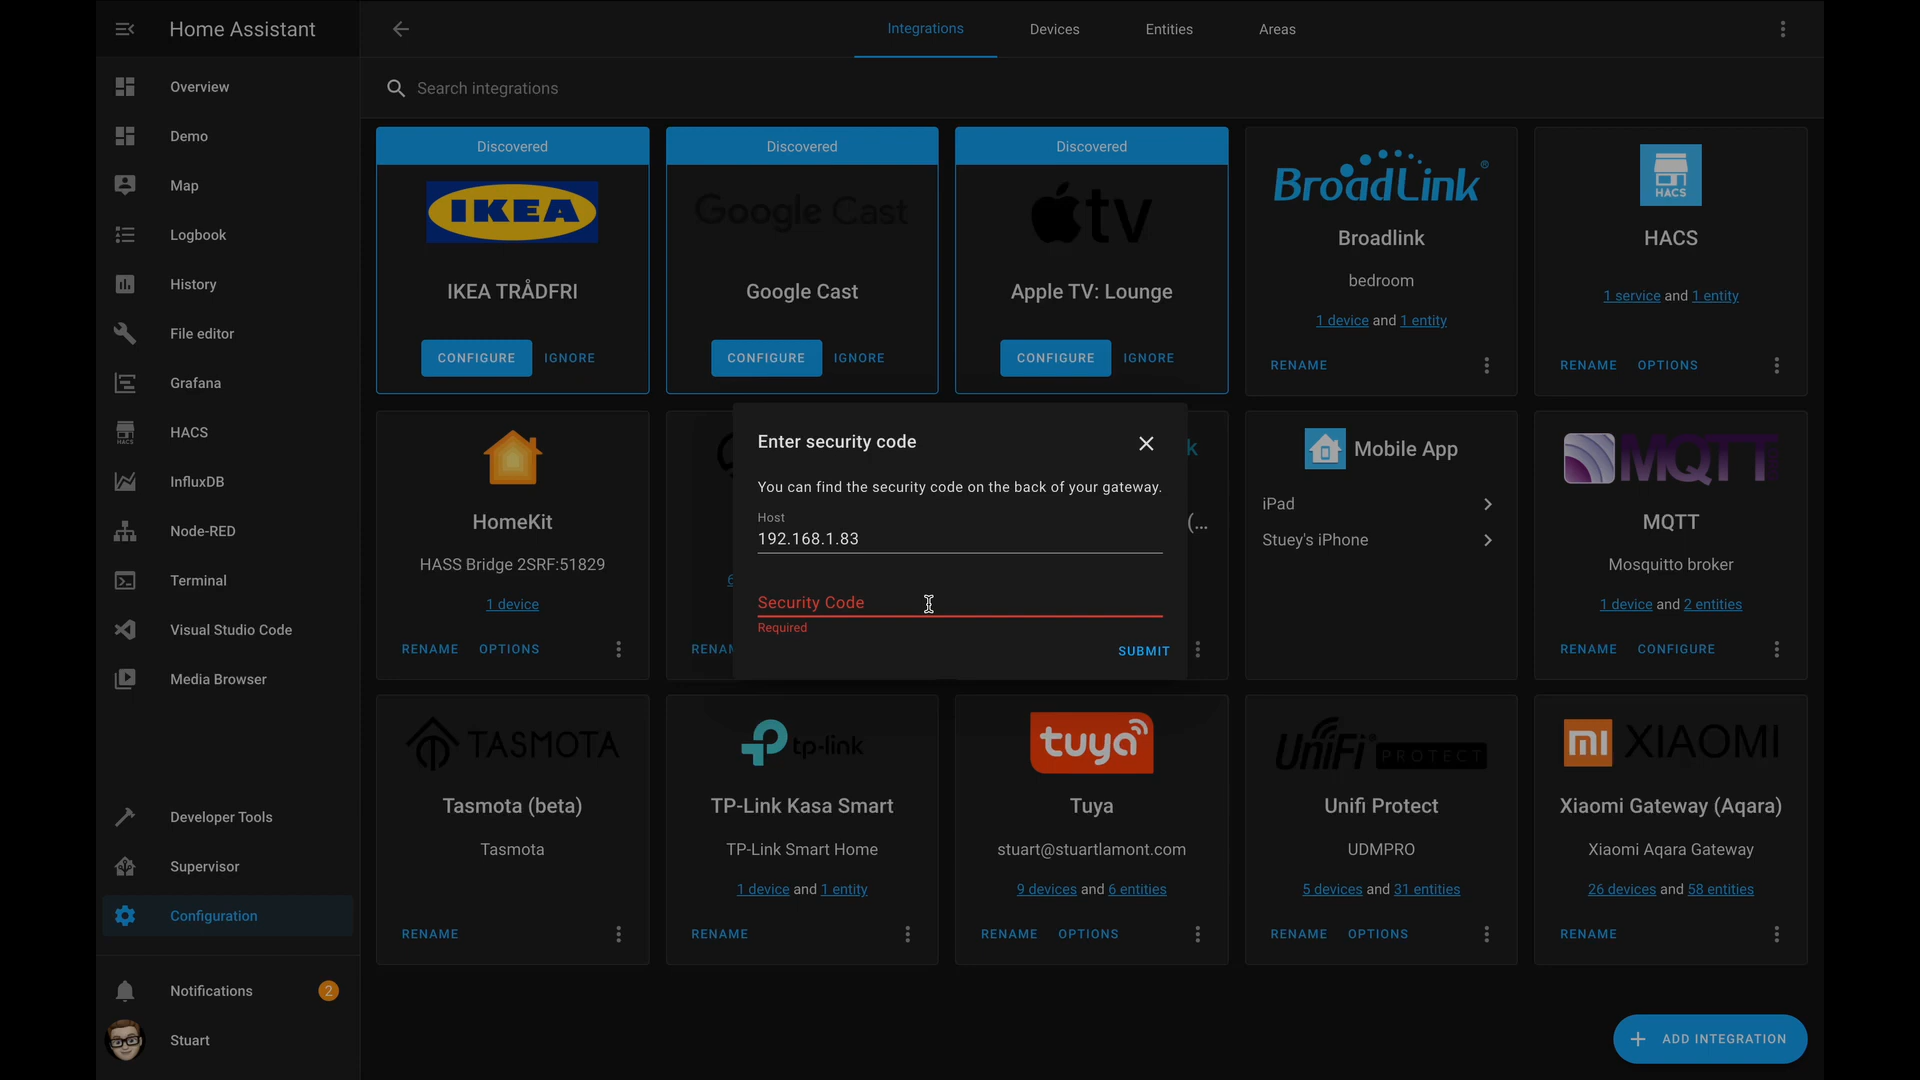 Home Assistant
Integrations
Devices
Entities
Areas
Search integrations
Overview
Demo
Map
Logbook
History
File editor
Grafana
HACS
InfluxDB
Node-RED
Terminal
Visual Studio Code
Media Browser
Developer Tools
Supervisor
Configuration
Notifications
2
Stuart
Discovered
IKEA
IKEA TRÅDFRI
CONFIGURE
IGNORE
Discovered
Google Cast
Google Cast
CONFIGURE
IGNORE
Discovered
tv
Apple TV: Lounge
CONFIGURE
IGNORE
BroadLink®
Broadlink
bedroom
1 device and 1 entity
RENAME
HACS
HACS
1 service and 1 entity
RENAME
OPTIONS
HomeKit
HASS Bridge 2SRF:51829
1 device
RENAME
OPTIONS
Enter security code
You can find the security code on the back of your gateway.
Host
192.168.1.83
Security Code
Required
SUBMIT
Mobile App
iPad
Stuey's iPhone
MQTT
MQTT
Mosquitto broker
1 device and 2 entities
RENAME
CONFIGURE
TASMOTA
Tasmota (beta)
Tasmota
RENAME
tp-link
TP-Link Kasa Smart
TP-Link Smart Home
1 device and 1 entity
RENAME
tuya
Tuya
stuart@stuartlamont.com
9 devices and 6 entities
RENAME
OPTIONS
UniFi PROTECT
Unifi Protect
UDMPRO
5 devices and 31 entities
RENAME
OPTIONS
mi XIAOMI
Xiaomi Gateway (Aqara)
Xiaomi Aqara Gateway
26 devices and 58 entities
RENAME
ADD INTEGRATION